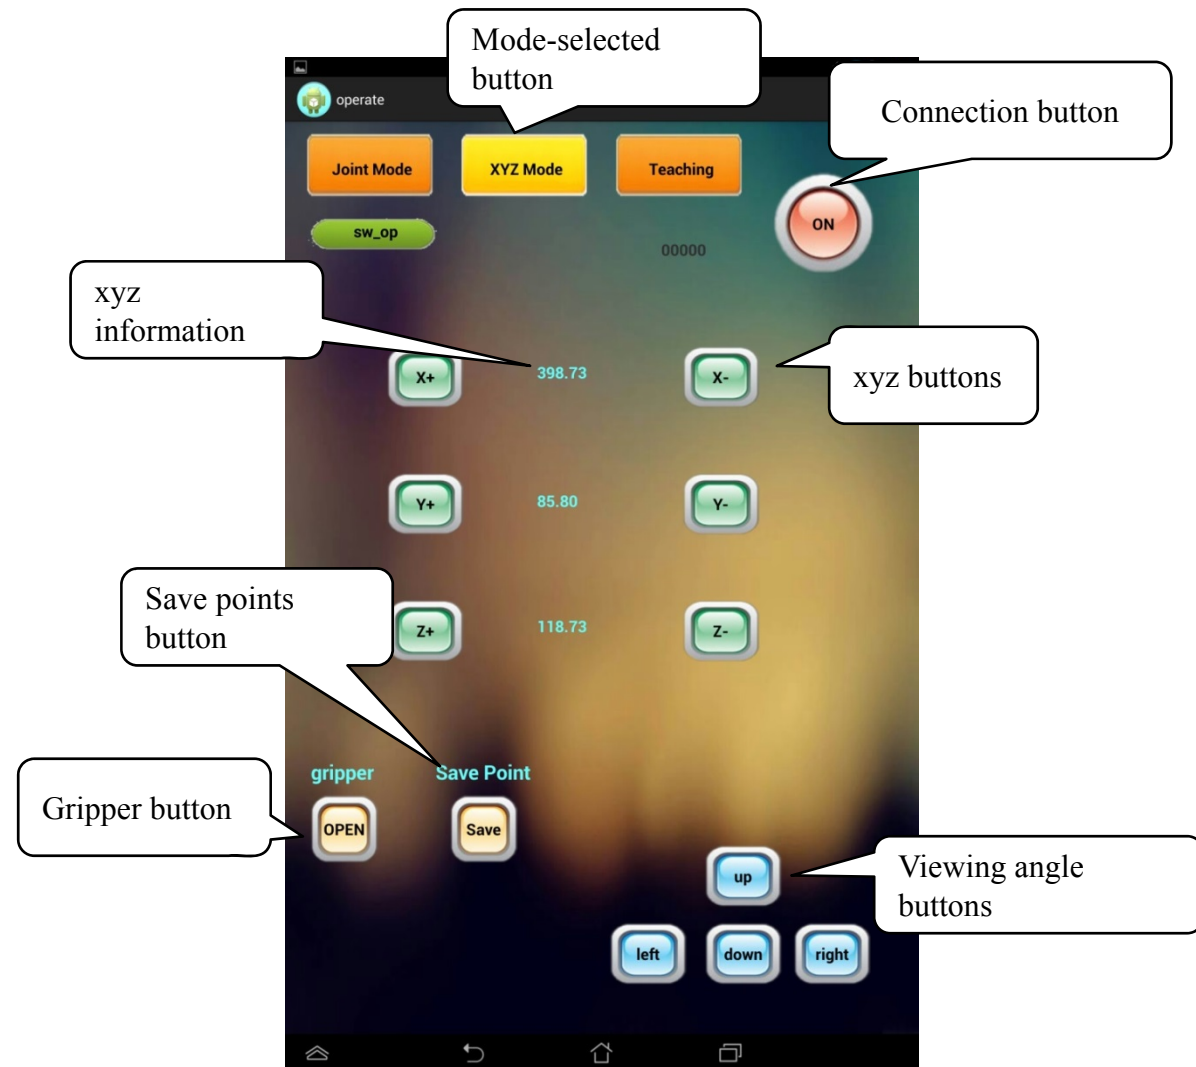 Mode-selected
button
operate
Connection button
Joint Mode
XYZ Mode
Teaching
ON
sw_op
00000
xyz
information
X+
398.73
X-
xyz buttons
Y+
85.80
Y-
Save points
button
Z+
118.73
Z-
gripper
Save Point
Gripper button
OPEN
Save
up
Viewing angle
buttons
left
down
right